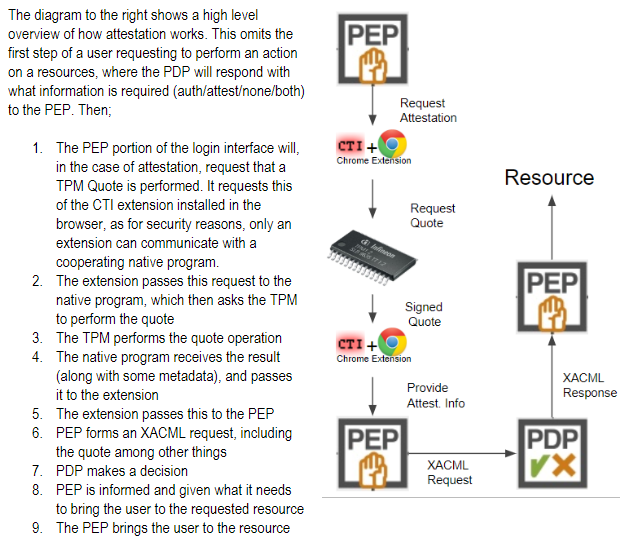 The diagram to the right shows a high level
overview of how attestation works. This omits the
first step of a user requesting to perform an action
on a resources, where the PDP will respond with
what information is required (auth/attest/none/both)
to the PEP. Then;
1. The PEP portion of the login interface will,
in the case of attestation, request that a
TPM Quote is performed. It requests this
of the CTI extension installed in the
browser, as for security reasons, only an
extension can communicate with a
cooperating native program.
2. The extension passes this request to the
native program, which then asks the TPM
to perform the quote
3. The TPM performs the quote operation
4. The native program receives the result
(along with some metadata), and passes
it to the extension
5. The extension passes this to the PEP
6. PEP forms an XACML request, including
the quote among other things
7. PDP makes a decision
8. PEP is informed and given what it needs
to bring the user to the requested resource
9. The PEP brings the user to the resource
PEP
Request
Attestation
CTI +
Chrome Extension
Request
Quote
Infineon
Signed
Quote
CTI +
Chrome Extension
Provide
Attest. Info
PEP
XACML
Request
PDP
XACML
Response
PEP
Resource